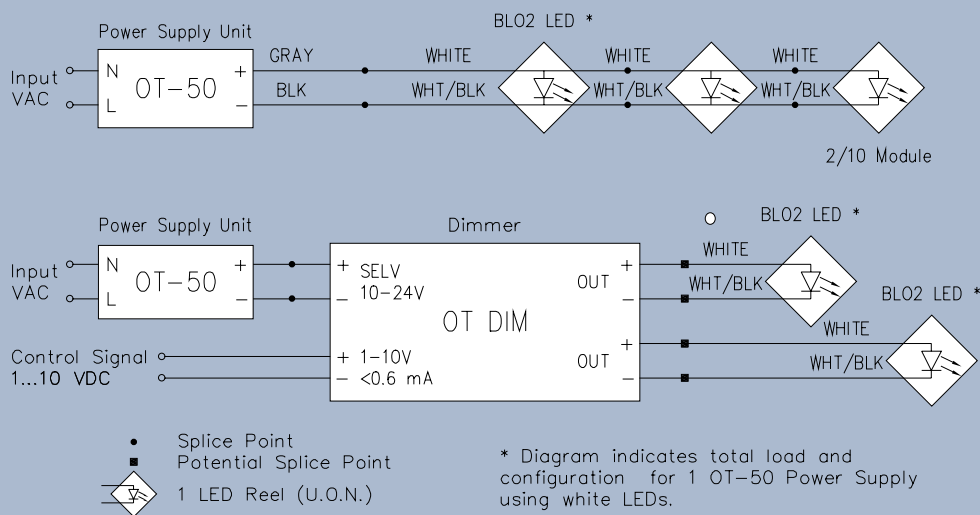 BLO2 LED *
Power Supply Unit
Input
VAC
N
L
OT-50
+
−
GRAY
BLK
WHITE
WHT/BLK
WHITE
WHT/BLK
WHITE
WHT/BLK
2/10 Module
Power Supply Unit
Dimmer
BLO2 LED *
Input
VAC
N
L
OT-50
+
−
+ SELV
− 10-24V
OT DIM
OUT
+
−
WHITE
WHT/BLK
BLO2 LED *
Control Signal
1...10 VDC
+ 1-10V
− <0.6 mA
OUT
+
−
WHITE
WHT/BLK
Splice Point
Potential Splice Point
1 LED Reel (U.O.N.)
* Diagram indicates total load and
configuration for 1 OT-50 Power Supply
using white LEDs.